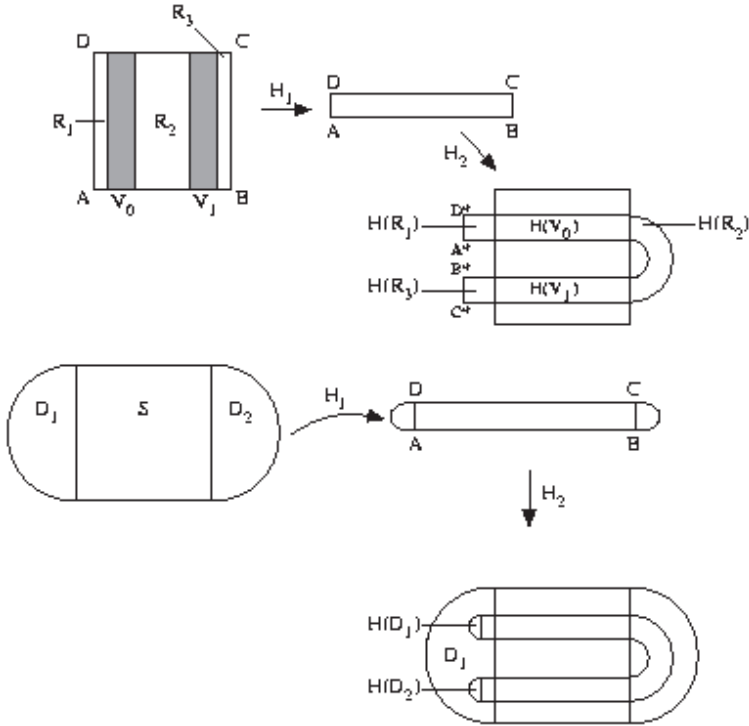 R₃
D C
H₁
D C
R₁ R₂
A V₀ V₁ B
A B
H₂
H(R₁) D* H(V₀) H(R₂)
A*
B*
H(R₃) H(V₁)
C*
D₁ S D₂
H₁
D C
A B
H₂
H(D₁)
D₁
H(D₂)